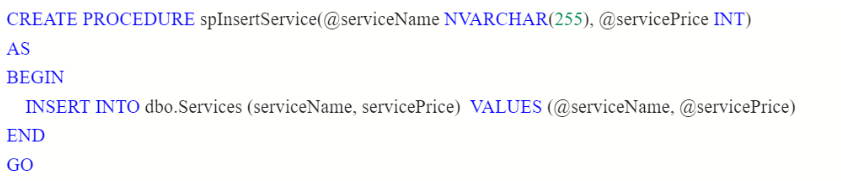 CREATE PROCEDURE spInsertService(@serviceName NVARCHAR(255), @servicePrice INT)
AS
BEGIN
    INSERT INTO dbo.Services (serviceName, servicePrice)  VALUES (@serviceName, @servicePrice)
END
GO